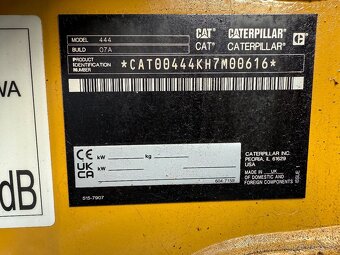 CAT CATERPILLAR
MODEL 444
BUILD 07A
CAT® CATERPILLAR®
PRODUCT
IDENTIFICATION
NUMBER *CAT00444KH7M00616*
WA
dB
CE
UK
CA
kW kg
kW
CATERPILLAR INC.
PEORIA, IL 61629
USA
MADE IN UK
OF DOMESTIC AND
FOREIGN COMPONENTS
515-7907